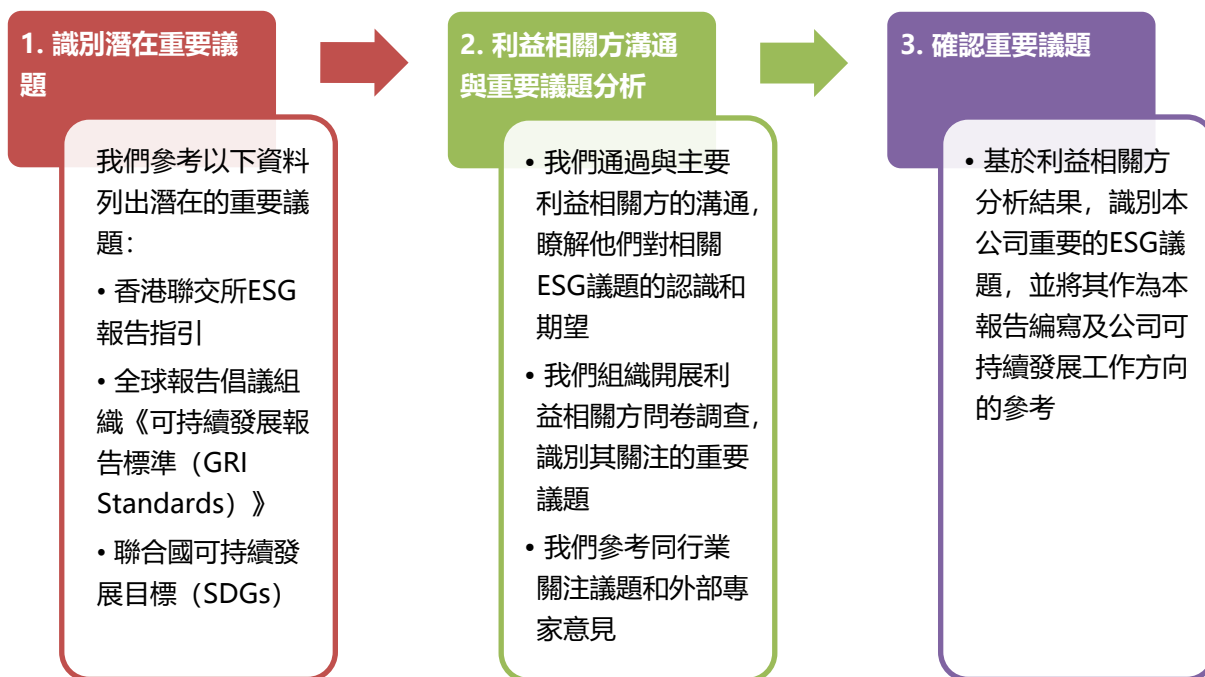 1. 識別潛在重要議
題
我們參考以下資料
列出潛在的重要議
題：
• 香港聯交所ESG
報告指引
• 全球報告倡議組
織《可持續發展報
告標準（GRI
Standards）》
• 聯合國可持續發
展目標（SDGs）
2. 利益相關方溝通
與重要議題分析
• 我們通過與主要
利益相關方的溝通，
瞭解他們對相關
ESG議題的認識和
期望
• 我們組織開展利
益相關方問卷調查，
識別其關注的重要
議題
• 我們參考同行業
關注議題和外部專
家意見
3. 確認重要議題
• 基於利益相關方
分析結果，識別本
公司重要的ESG議
題，並將其作為本
報告編寫及公司可
持續發展工作方向
的參考